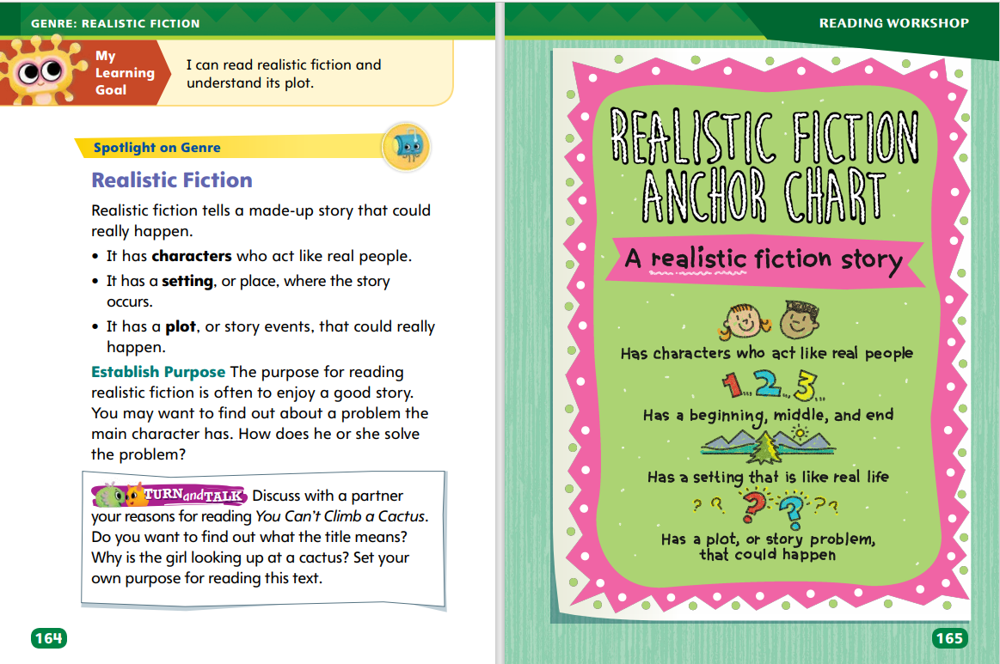 GENRE: REALISTIC FICTION
My
Learning
Goal
I can read realistic fiction and
understand its plot.
Spotlight on Genre
Realistic Fiction
Realistic fiction tells a made-up story that could
really happen.
• It has characters who act like real people.
• It has a setting, or place, where the story
occurs.
• It has a plot, or story events, that could really
happen.
Establish Purpose The purpose for reading
realistic fiction is often to enjoy a good story.
You may want to find out about a problem the
main character has. How does he or she solve
the problem?
TURN and TALK Discuss with a partner
your reasons for reading You Can't Climb a Cactus.
Do you want to find out what the title means?
Why is the girl looking up at a cactus? Set your
own purpose for reading this text.
164
READING WORKSHOP
REALISTIC FICTION
ANCHOR CHART
A realistic fiction story
Has characters who act like real people
1... 2... 3...
Has a beginning, middle, and end
Has a setting that is like real life
? ? ? ? ? ?
Has a plot, or story problem,
that could happen
165